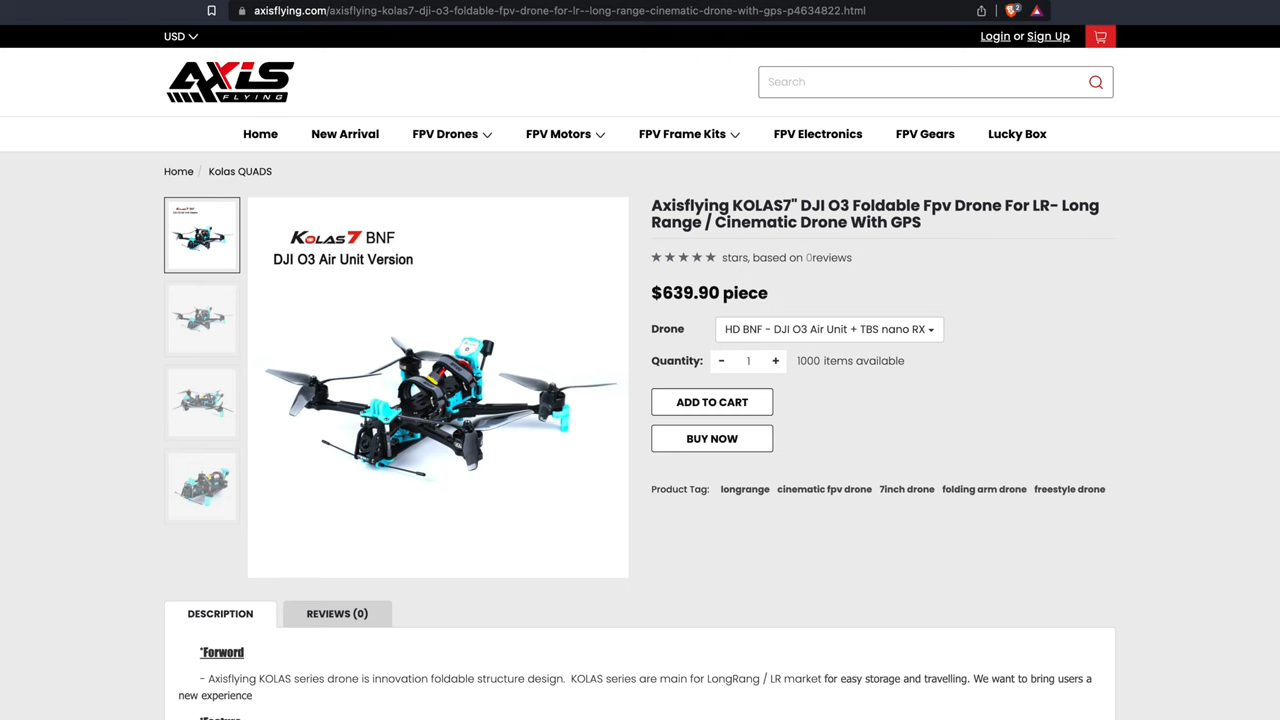 axisflying.com/axisflying-kolas7-dji-o3-foldable-fpv-drone-for-lr--long-range-cinematic-drone-with-gps-p4634822.html
2
USD
Login or Sign Up
AXIS
FLYING
Search
Home
New Arrival
FPV Drones
FPV Motors
FPV Frame Kits
FPV Electronics
FPV Gears
Lucky Box
Home / Kolas QUADS
KOLAS7 BNF
DJI O3 Air Unit Version
Axisflying KOLAS7" DJI O3 Foldable Fpv Drone For LR- Long
Range / Cinematic Drone With GPS
stars, based on 0reviews
$639.90 piece
Drone
HD BNF - DJI O3 Air Unit + TBS nano RX
Quantity: - 1 + 1000 items available
ADD TO CART
BUY NOW
Product Tag: longrange cinematic fpv drone 7inch drone folding arm drone freestyle drone
DESCRIPTION
REVIEWS (0)
*Forword
- Axisflying KOLAS series drone is innovation foldable structure design. KOLAS series are main for LongRang / LR market for easy storage and travelling. We want to bring users a
new experience